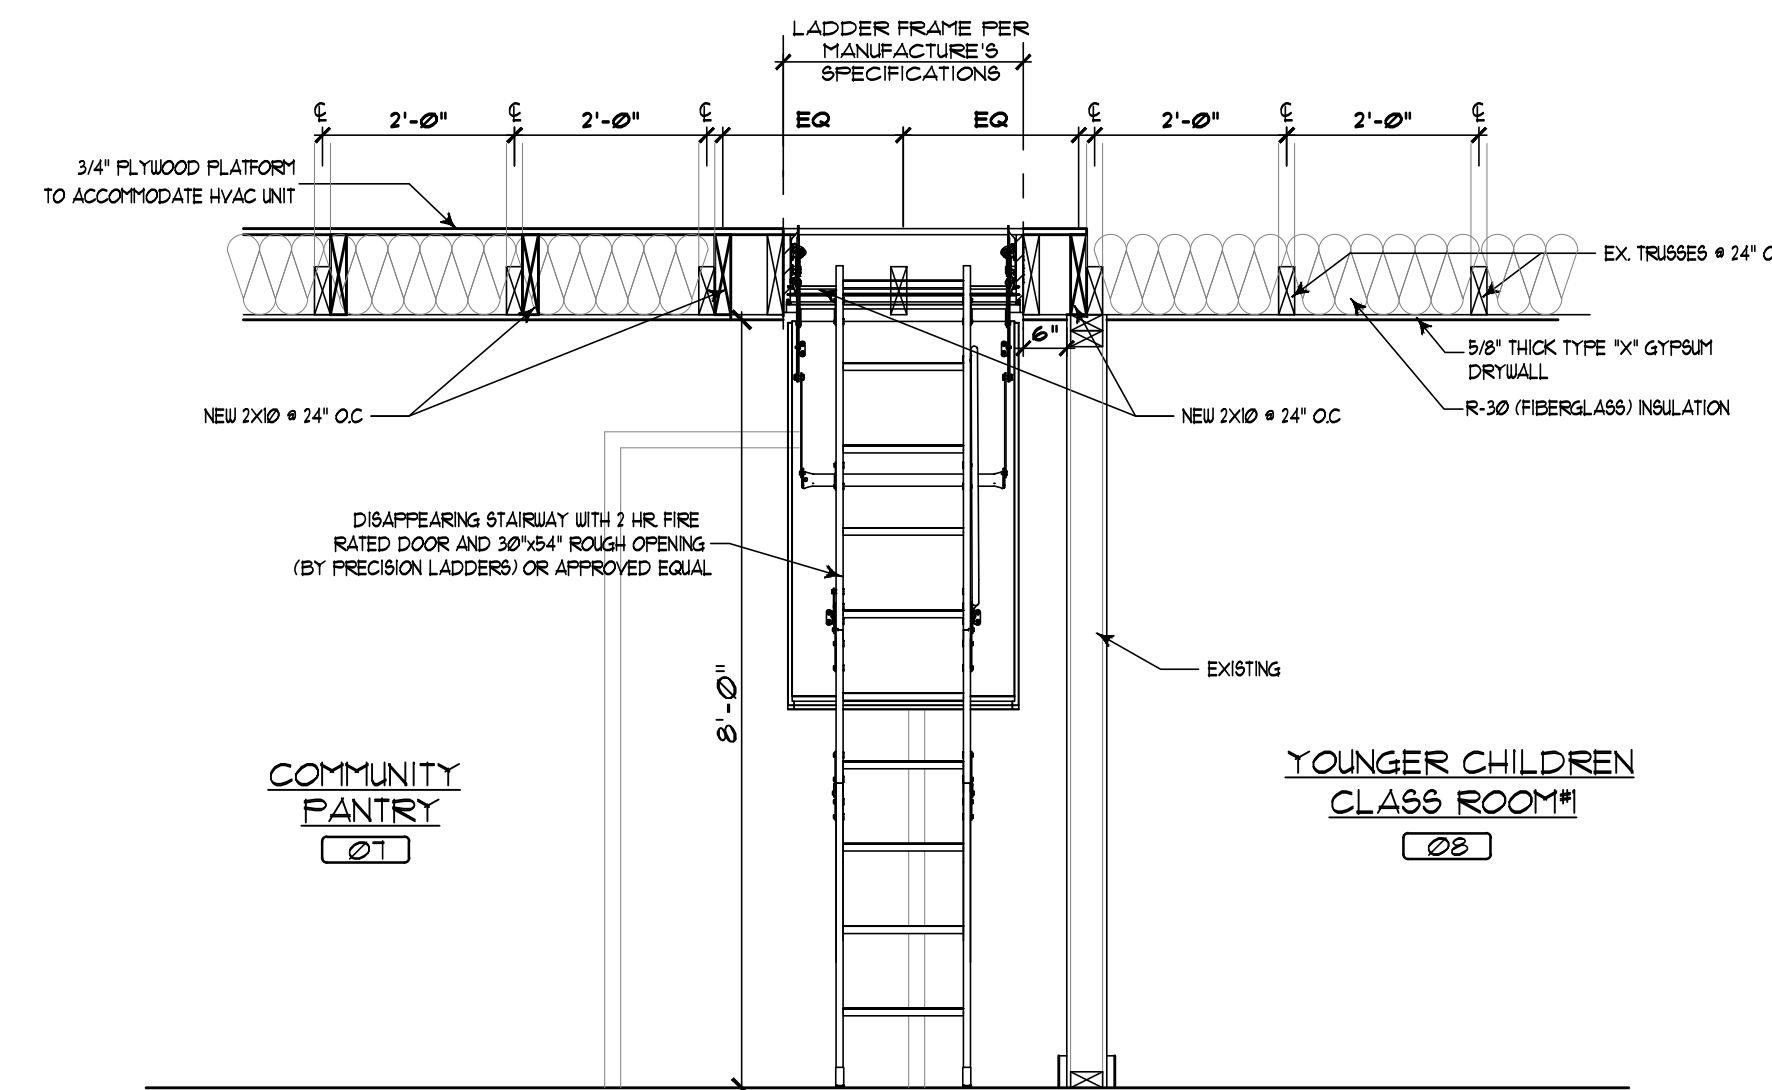 LADDER FRAME PER
MANUFACTURE'S
SPECIFICATIONS
℄ 2'-0" ℄ 2'-0" ℄ EQ EQ ℄ 2'-0" ℄ 2'-0" ℄
3/4" PLYWOOD PLATFORM
TO ACCOMMODATE HVAC UNIT
EX. TRUSSES @ 24" O
6"
5/8" THICK TYPE "X" GYPSUM
DRYWALL
R-30 (FIBERGLASS) INSULATION
NEW 2X10 @ 24" O.C
NEW 2X10 @ 24" O.C
DISAPPEARING STAIRWAY WITH 2 HR. FIRE
RATED DOOR AND 30"x54" ROUGH OPENING
(BY PRECISION LADDERS) OR APPROVED EQUAL
EXISTING
8'-0"
COMMUNITY
PANTRY
07
YOUNGER CHILDREN
CLASS ROOM#1
08